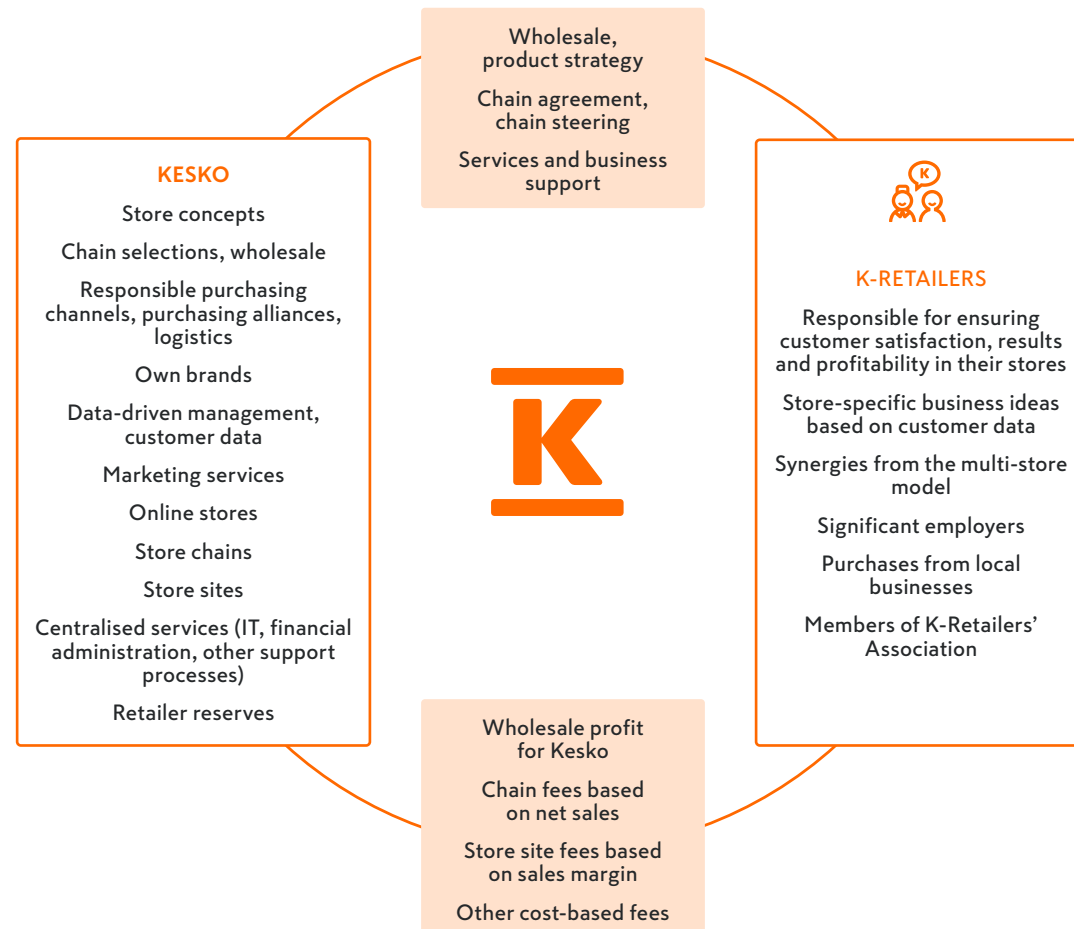 Wholesale,
product strategy
Chain agreement,
chain steering
Services and business
support
KESKO
Store concepts
Chain selections, wholesale
Responsible purchasing
channels, purchasing alliances,
logistics
Own brands
Data-driven management,
customer data
Marketing services
Online stores
Store chains
Store sites
Centralised services (IT, financial
administration, other support
processes)
Retailer reserves
K
K
K-RETAILERS
Responsible for ensuring
customer satisfaction, results
and profitability in their stores
Store-specific business ideas
based on customer data
Synergies from the multi-store
model
Significant employers
Purchases from local
businesses
Members of K-Retailers’
Association
Wholesale profit
for Kesko
Chain fees based
on net sales
Store site fees based
on sales margin
Other cost-based fees